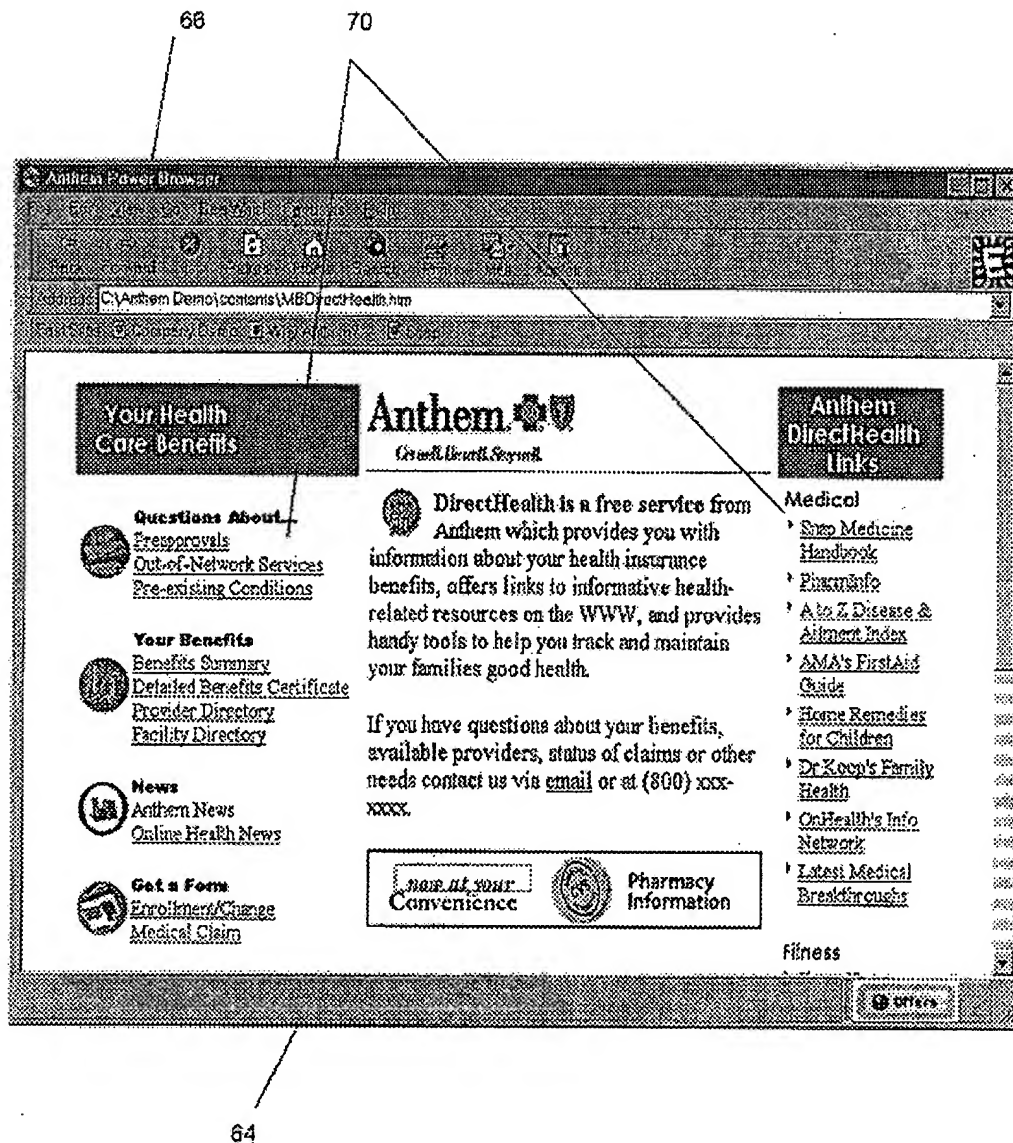 68
70
Anthem Power Browser
Address C:\Anthem Demo\contents\MBDirectHealth.htm
Your Health
Care Benefits
Questions About...
Preapprovals
Out-of-Network Services
Pre-existing Conditions
Your Benefits
Benefits Summary
Detailed Benefits Certificate
Provider Directory
Facility Directory
News
Anthem News
Online Health News
Get a Form
Enrollment/Change
Medical Claim
Anthem
DirectHealth is a free service from
Anthem which provides you with
information about your health insurance
benefits, offers links to informative health-
related resources on the WWW, and provides
handy tools to help you track and maintain
your families good health.
If you have questions about your benefits,
available providers, status of claims or other
needs contact us via email or at (800) xxx-
xxxx.
now at your
Convenience
Pharmacy
Information
Anthem
DirectHealth
Links
Medical
Snap Medicine
Handbook
PharmInfo
A to Z Disease &
Ailment Index
AMA's FirstAid
Guide
Home Remedies
for Children
Dr Koop's Family
Health
OnHealth's Info
Network
Latest Medical
Breakthroughs
Fitness
Offers
64